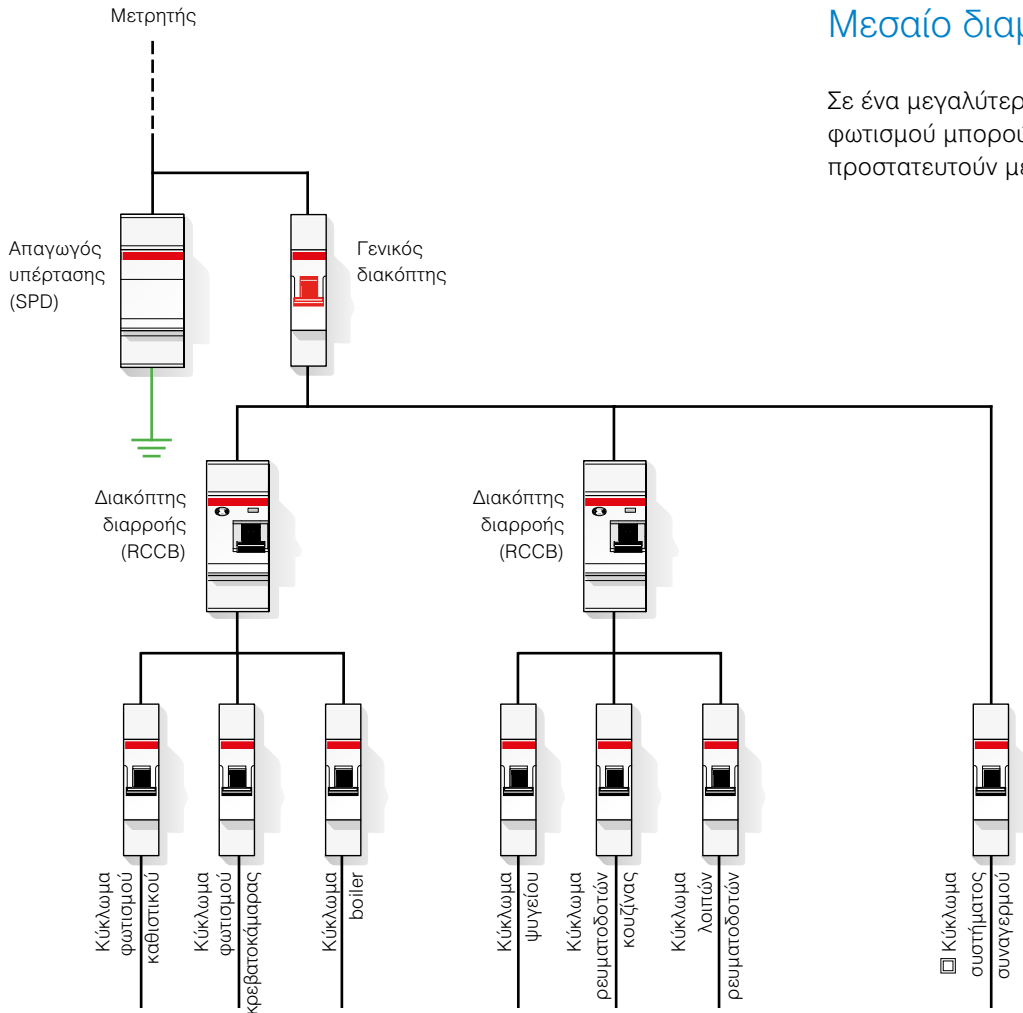 Μετρητής
Μεσαίο διαμ
Σε ένα μεγαλύτερ
φωτισμού μπορού
προστατευτούν με
Απαγωγός
υπέρτασης
(SPD)
Γενικός
διακόπτης
Διακόπτης
διαρροής
(RCCB)
Διακόπτης
διαρροής
(RCCB)
Κύκλωμα
φωτισμού
καθιστικού
Κύκλωμα
φωτισμού
κρεβατοκάμαρας
Κύκλωμα
boiler
Κύκλωμα
ψυγείου
Κύκλωμα
ρευματοδοτών
κουζίνας
Κύκλωμα
λοιπών
ρευματοδοτών
Κύκλωμα
συστήματος
συναγερμού